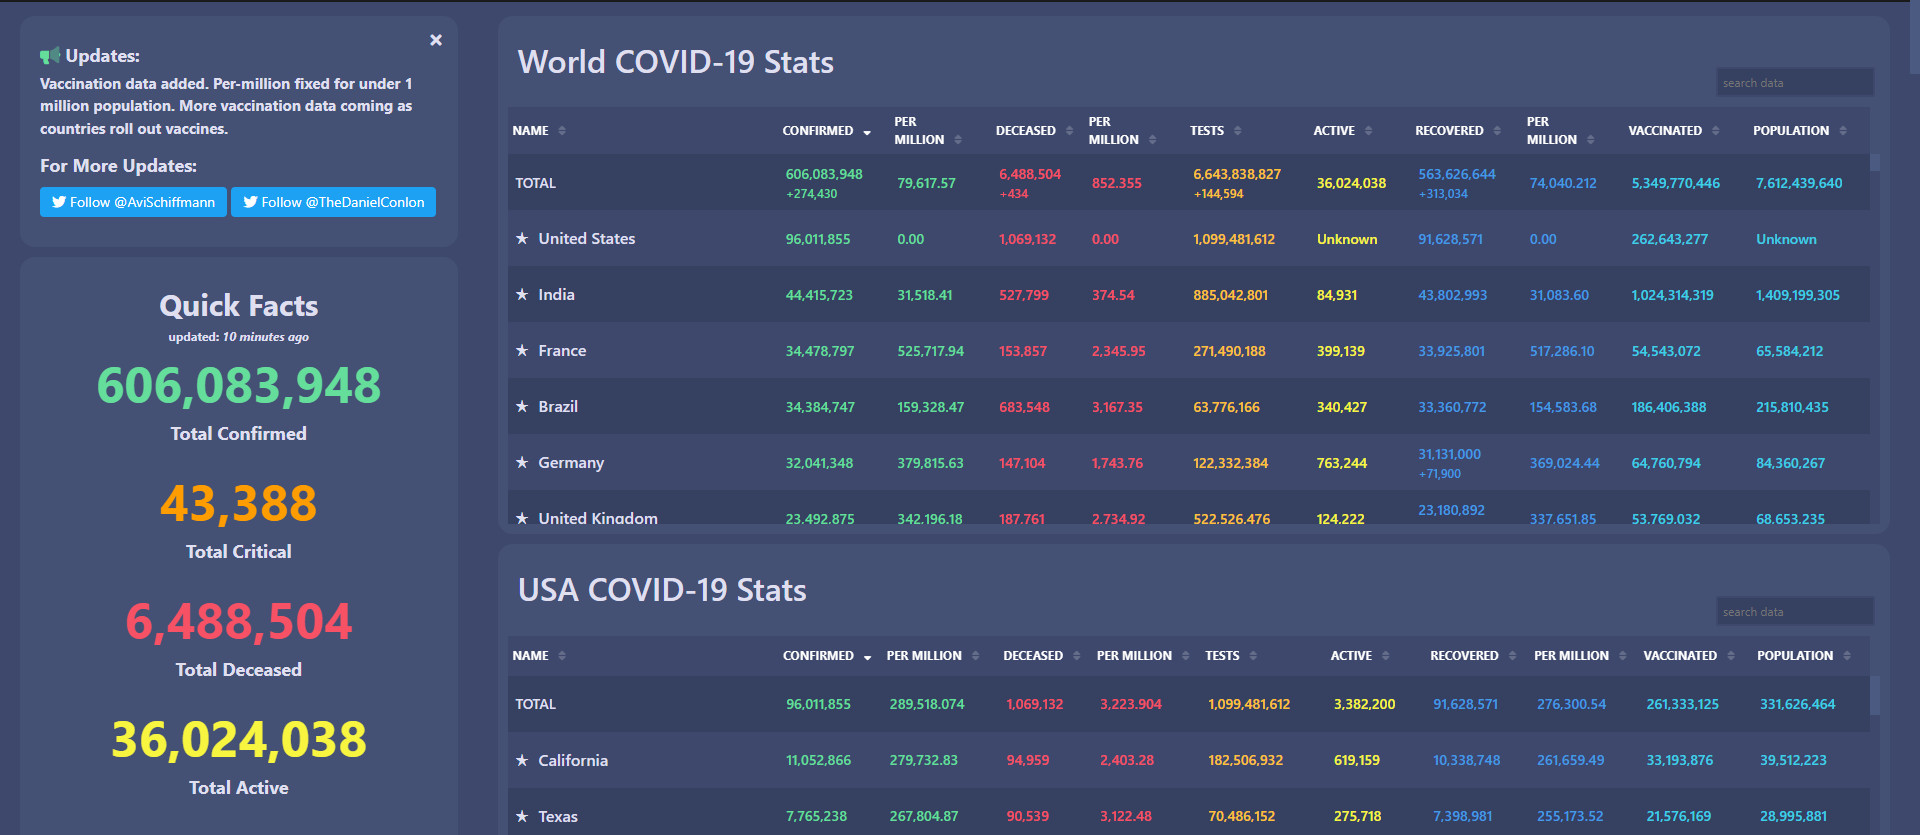 Updates:
Vaccination data added. Per-million fixed for under 1
million population. More vaccination data coming as
countries roll out vaccines.
For More Updates:
Follow @AviSchiffmann Follow @TheDanielConlon
Quick Facts
updated: 10 minutes ago
606,083,948
Total Confirmed
43,388
Total Critical
6,488,504
Total Deceased
36,024,038
Total Active
World COVID-19 Stats
search data
NAME CONFIRMED PER MILLION DECEASED PER MILLION TESTS ACTIVE RECOVERED PER MILLION VACCINATED POPULATION
TOTAL 606,083,948 +274,430 79,617.57 6,488,504 +434 852.355 6,643,838,827 +144,594 36,024,038 563,626,644 +313,034 74,040.212 5,349,770,446 7,612,439,640
★ United States 96,011,855 0.00 1,069,132 0.00 1,099,481,612 Unknown 91,628,571 0.00 262,643,277 Unknown
★ India 44,415,723 31,518.41 527,799 374.54 885,042,801 84,931 43,802,993 31,083.60 1,024,314,319 1,409,199,305
★ France 34,478,797 525,717.94 153,857 2,345.95 271,490,188 399,139 33,925,801 517,286.10 54,543,072 65,584,212
★ Brazil 34,384,747 159,328.47 683,548 3,167.35 63,776,166 340,427 33,360,772 154,583.68 186,406,388 215,810,435
★ Germany 32,041,348 379,815.63 147,104 1,743.76 122,332,384 763,244 31,131,000 +71,900 369,024.44 64,760,794 84,360,267
★ United Kingdom 23,492,875 342,196.18 187,761 2,734.92 522,526,476 124,222 23,180,892 337,651.85 53,769,032 68,653,235
USA COVID-19 Stats
search data
NAME CONFIRMED PER MILLION DECEASED PER MILLION TESTS ACTIVE RECOVERED PER MILLION VACCINATED POPULATION
TOTAL 96,011,855 289,518.074 1,069,132 3,223.904 1,099,481,612 3,382,200 91,628,571 276,300.54 261,333,125 331,626,464
★ California 11,052,866 279,732.83 94,959 2,403.28 182,506,932 619,159 10,338,748 261,659.49 33,193,876 39,512,223
★ Texas 7,765,238 267,804.87 90,539 3,122.48 70,486,152 275,718 7,398,981 255,173.52 21,576,169 28,995,881